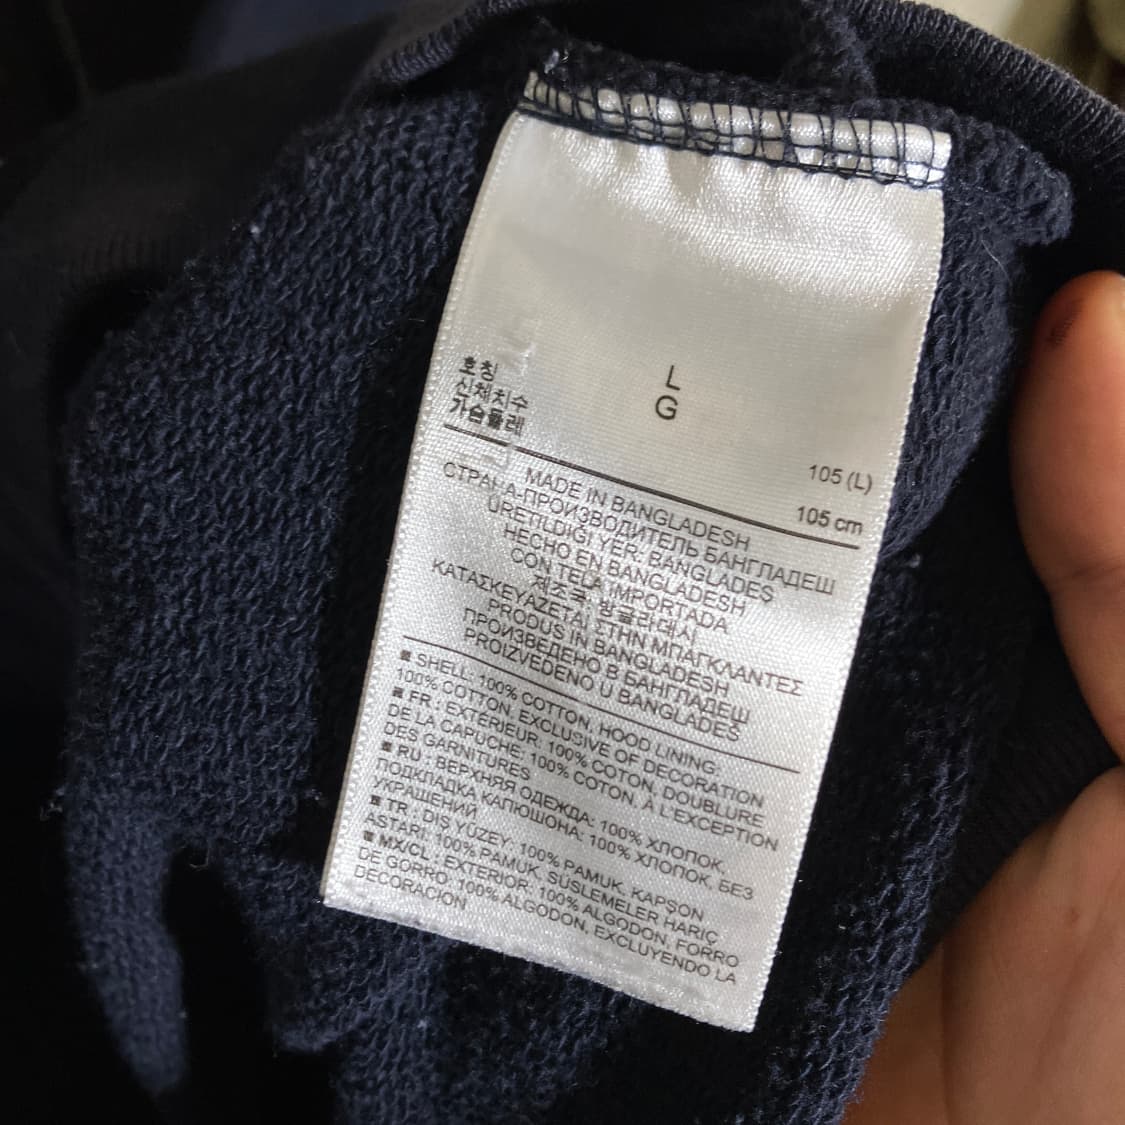 L
G
호칭
신체치수 105 (L)
가슴둘레 105 cm
MADE IN BANGLADESH
СТРАНА-ПРОИЗВОДИТЕЛЬ БАНГЛАДЕШ
ÜRETİLDİGİ YER: BANGLADES
HECHO EN BANGLADESH
CON TELA IMPORTADA
제조국: 방글라데시
ΚΑΤΑΣΚΕΥΑΖΕΤΑΙ ΣΤΗΝ ΜΠΑΓΚΛΑΝΤΕΣ
PRODUS IN BANGLADESH
ПРОИЗВЕДЕНО В БАНГЛАДЕШ
PROIZVEDENO U BANGLADES
■ SHELL: 100% COTTON, HOOD LINING:
100% COTTON, EXCLUSIVE OF DECORATION
■ FR : EXTÉRIEUR: 100% COTON, DOUBLURE
DE LA CAPUCHE: 100% COTON, À L'EXCEPTION
DES GARNITURES
■ RU : ВЕРХНЯЯ ОДЕЖДА: 100% ХЛОПОК,
ПОДКЛАДКА КАПЮШОНА: 100% ХЛОПОК, БЕЗ
УКРАШЕНИЙ
■ TR : DIŞ YÜZEY: 100% PAMUK, KAPSON
ASTARI: 100% PAMUK, SÜSLEMELER HARIÇ
■ MX/CL : EXTERIOR: 100% ALGODON, FORRO
DE GORRO: 100% ALGODON, EXCLUYENDO LA
DECORACION